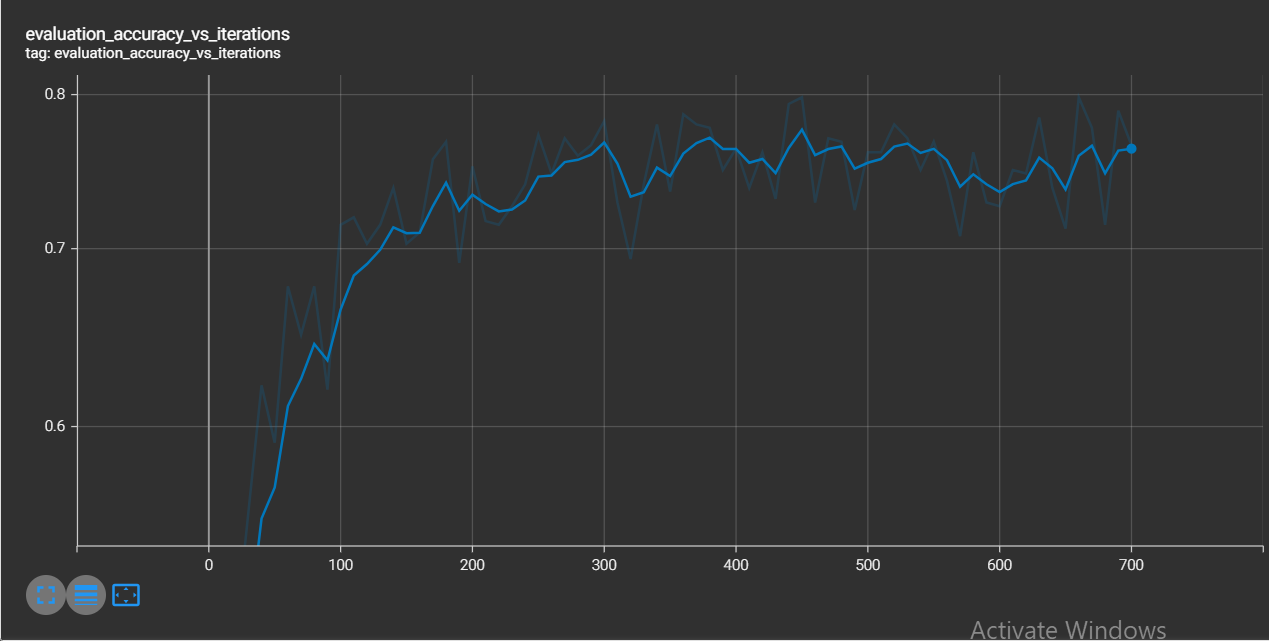 evaluation_accuracy_vs_iterations
tag: evaluation_accuracy_vs_iterations
0.8
0.7
0.6
0 100 200 300 400 500 600 700
Activate Windows